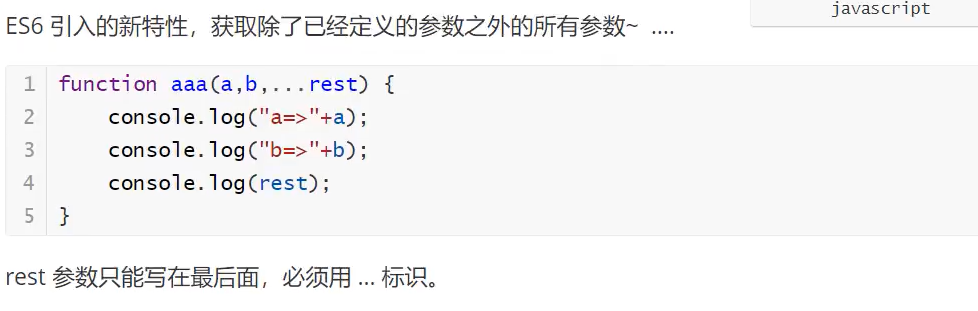 javascript
ES6 引入的新特性，获取除了已经定义的参数之外的所有参数~ ....
1 function aaa(a,b,...rest) {
2     console.log("a=>"+a);
3     console.log("b=>"+b);
4     console.log(rest);
5 }
rest 参数只能写在最后面，必须用 ... 标识。